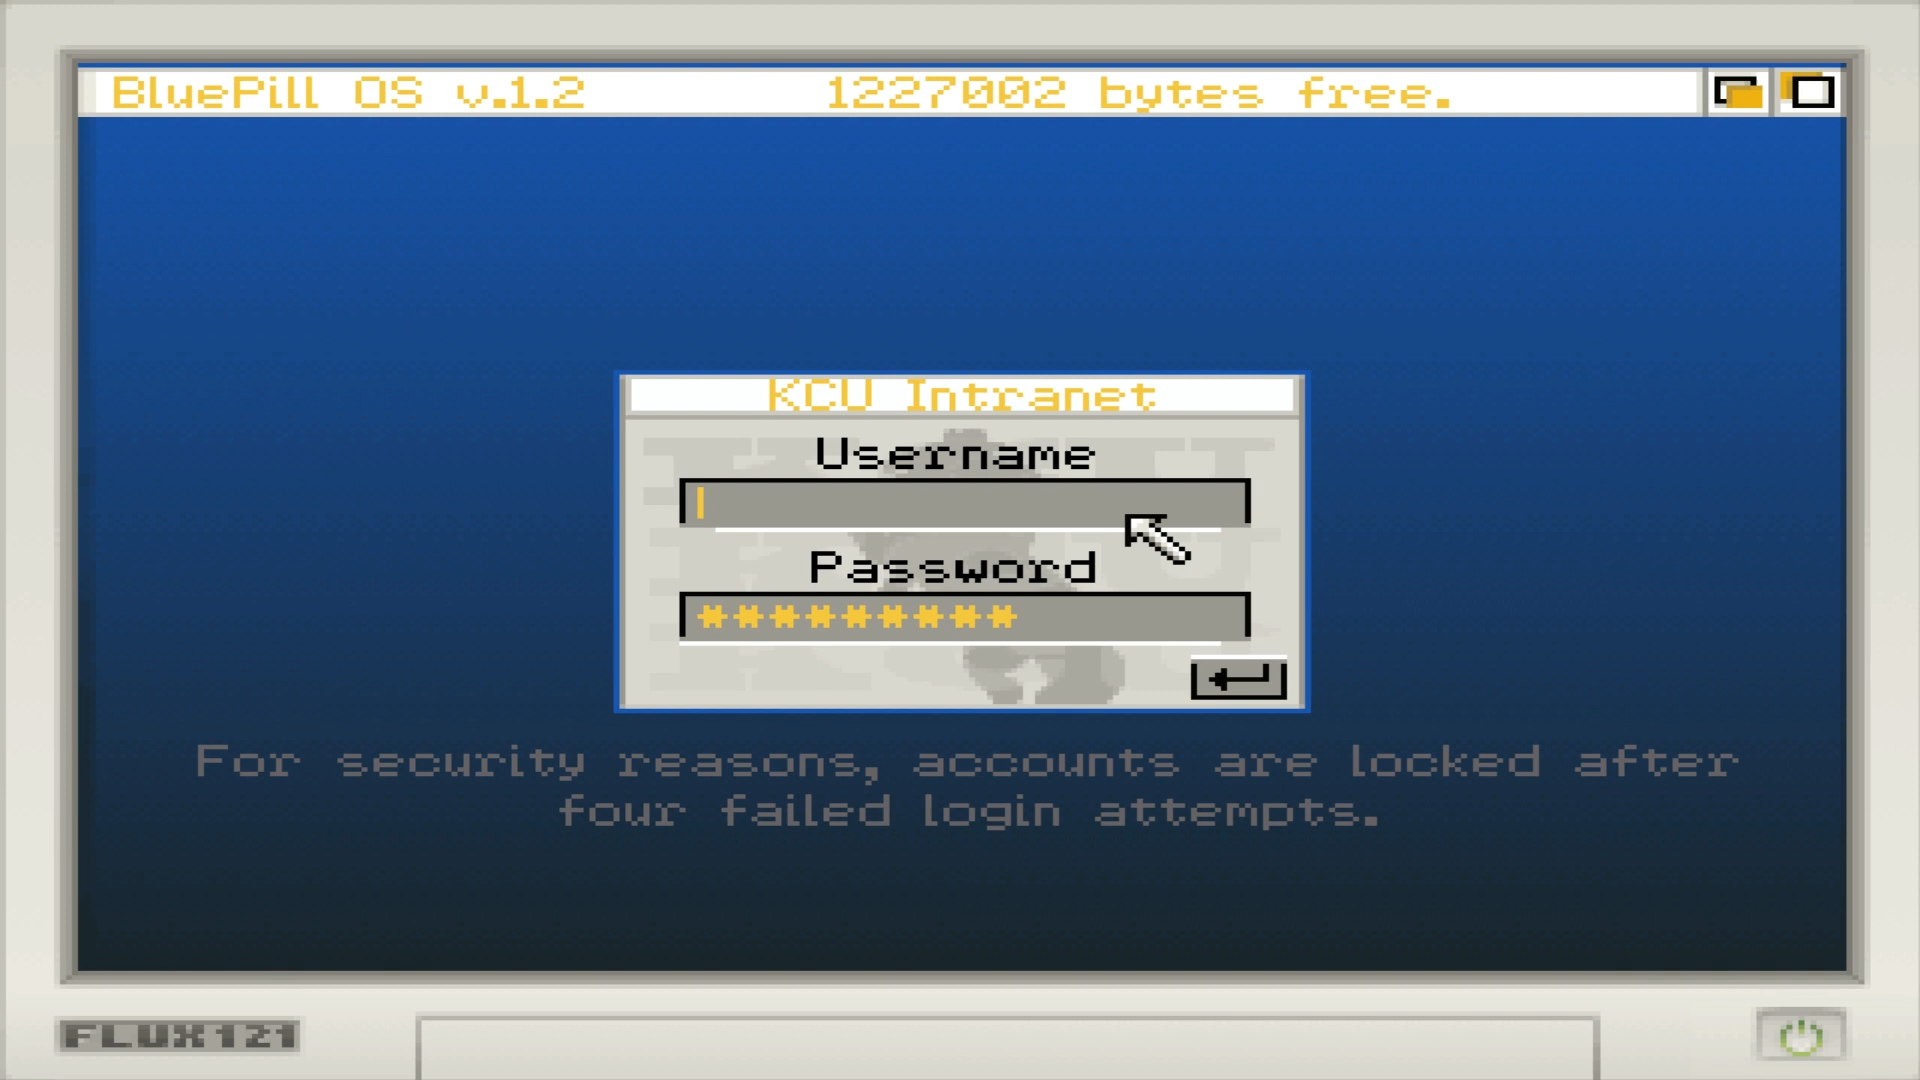 BluePill OS v.1.2 1227002 bytes free.
KCU Intranet
Username
Password
*********
For security reasons, accounts are locked after
four failed login attempts.
FLUX121